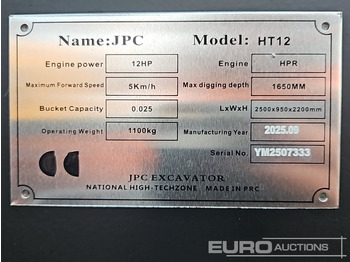 Name:JPC Model: HT12
Engine power 12HP Engine HPR
Maximum Forward Speed 5Km/h Max digging depth 1650MM
Bucket Capacity 0.025 LxWxH 2500x950x2200mm
Operating Weight 1100kg Manufacturing Year 2025.09
Serial No. YM2507333
JPC EXCAVATOR
NATIONAL HIGH-TECHZONE MADE IN PRC
EURO AUCTIONS